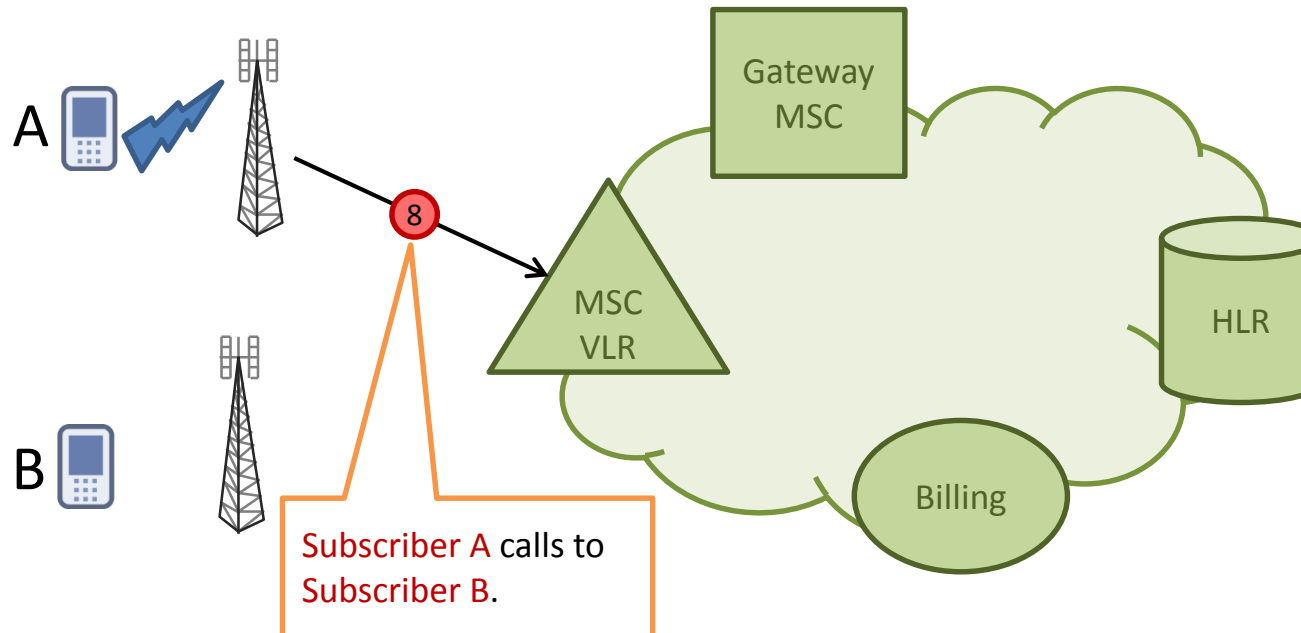 Gateway
MSC
A
8
MSC
VLR
HLR
B
Billing
Subscriber A calls to
Subscriber B.